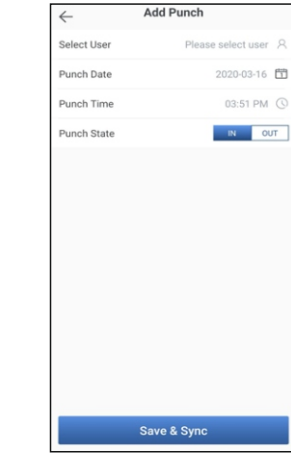 Add Punch
Select User Please select user
Punch Date 2020-03-16
Punch Time 03:51 PM
Punch State IN OUT
Save & Sync